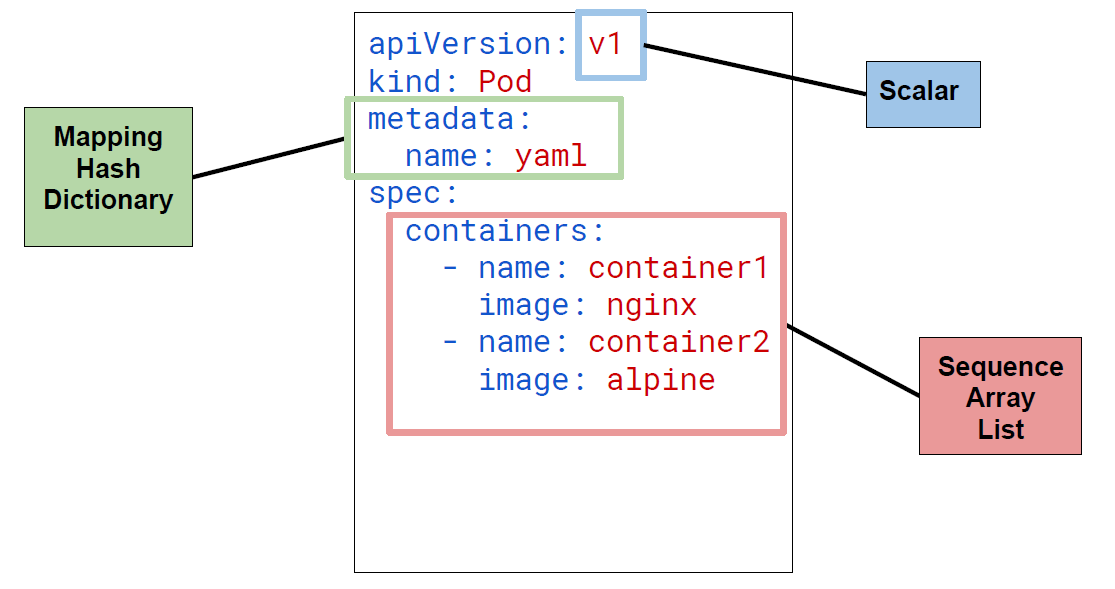 apiVersion: v1
kind: Pod
metadata:
  name: yaml
spec:
  containers:
    - name: container1
      image: nginx
    - name: container2
      image: alpine
Mapping
Hash
Dictionary
Scalar
Sequence
Array
List